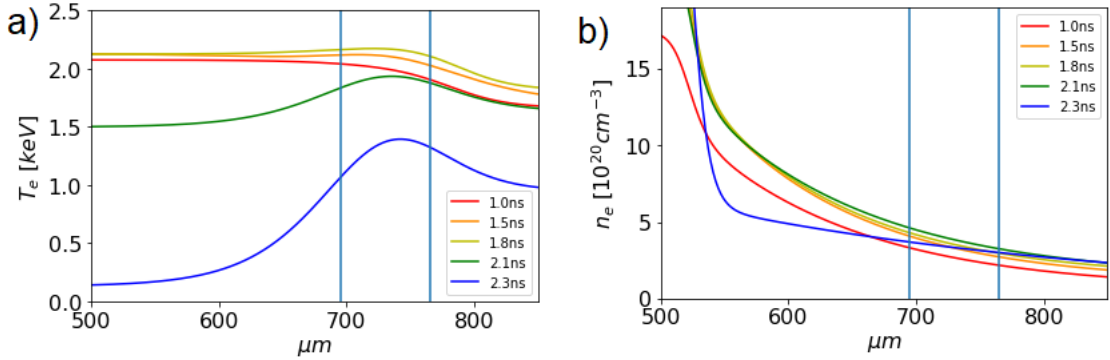 a)
T_e [keV]
2.5
2.0
1.5
1.0
0.5
0.0
500
600
700
800
μm
1.0ns
1.5ns
1.8ns
2.1ns
2.3ns
b)
n_e [10^{20}cm^{-3}]
15
10
5
0
500
600
700
800
μm
1.0ns
1.5ns
1.8ns
2.1ns
2.3ns